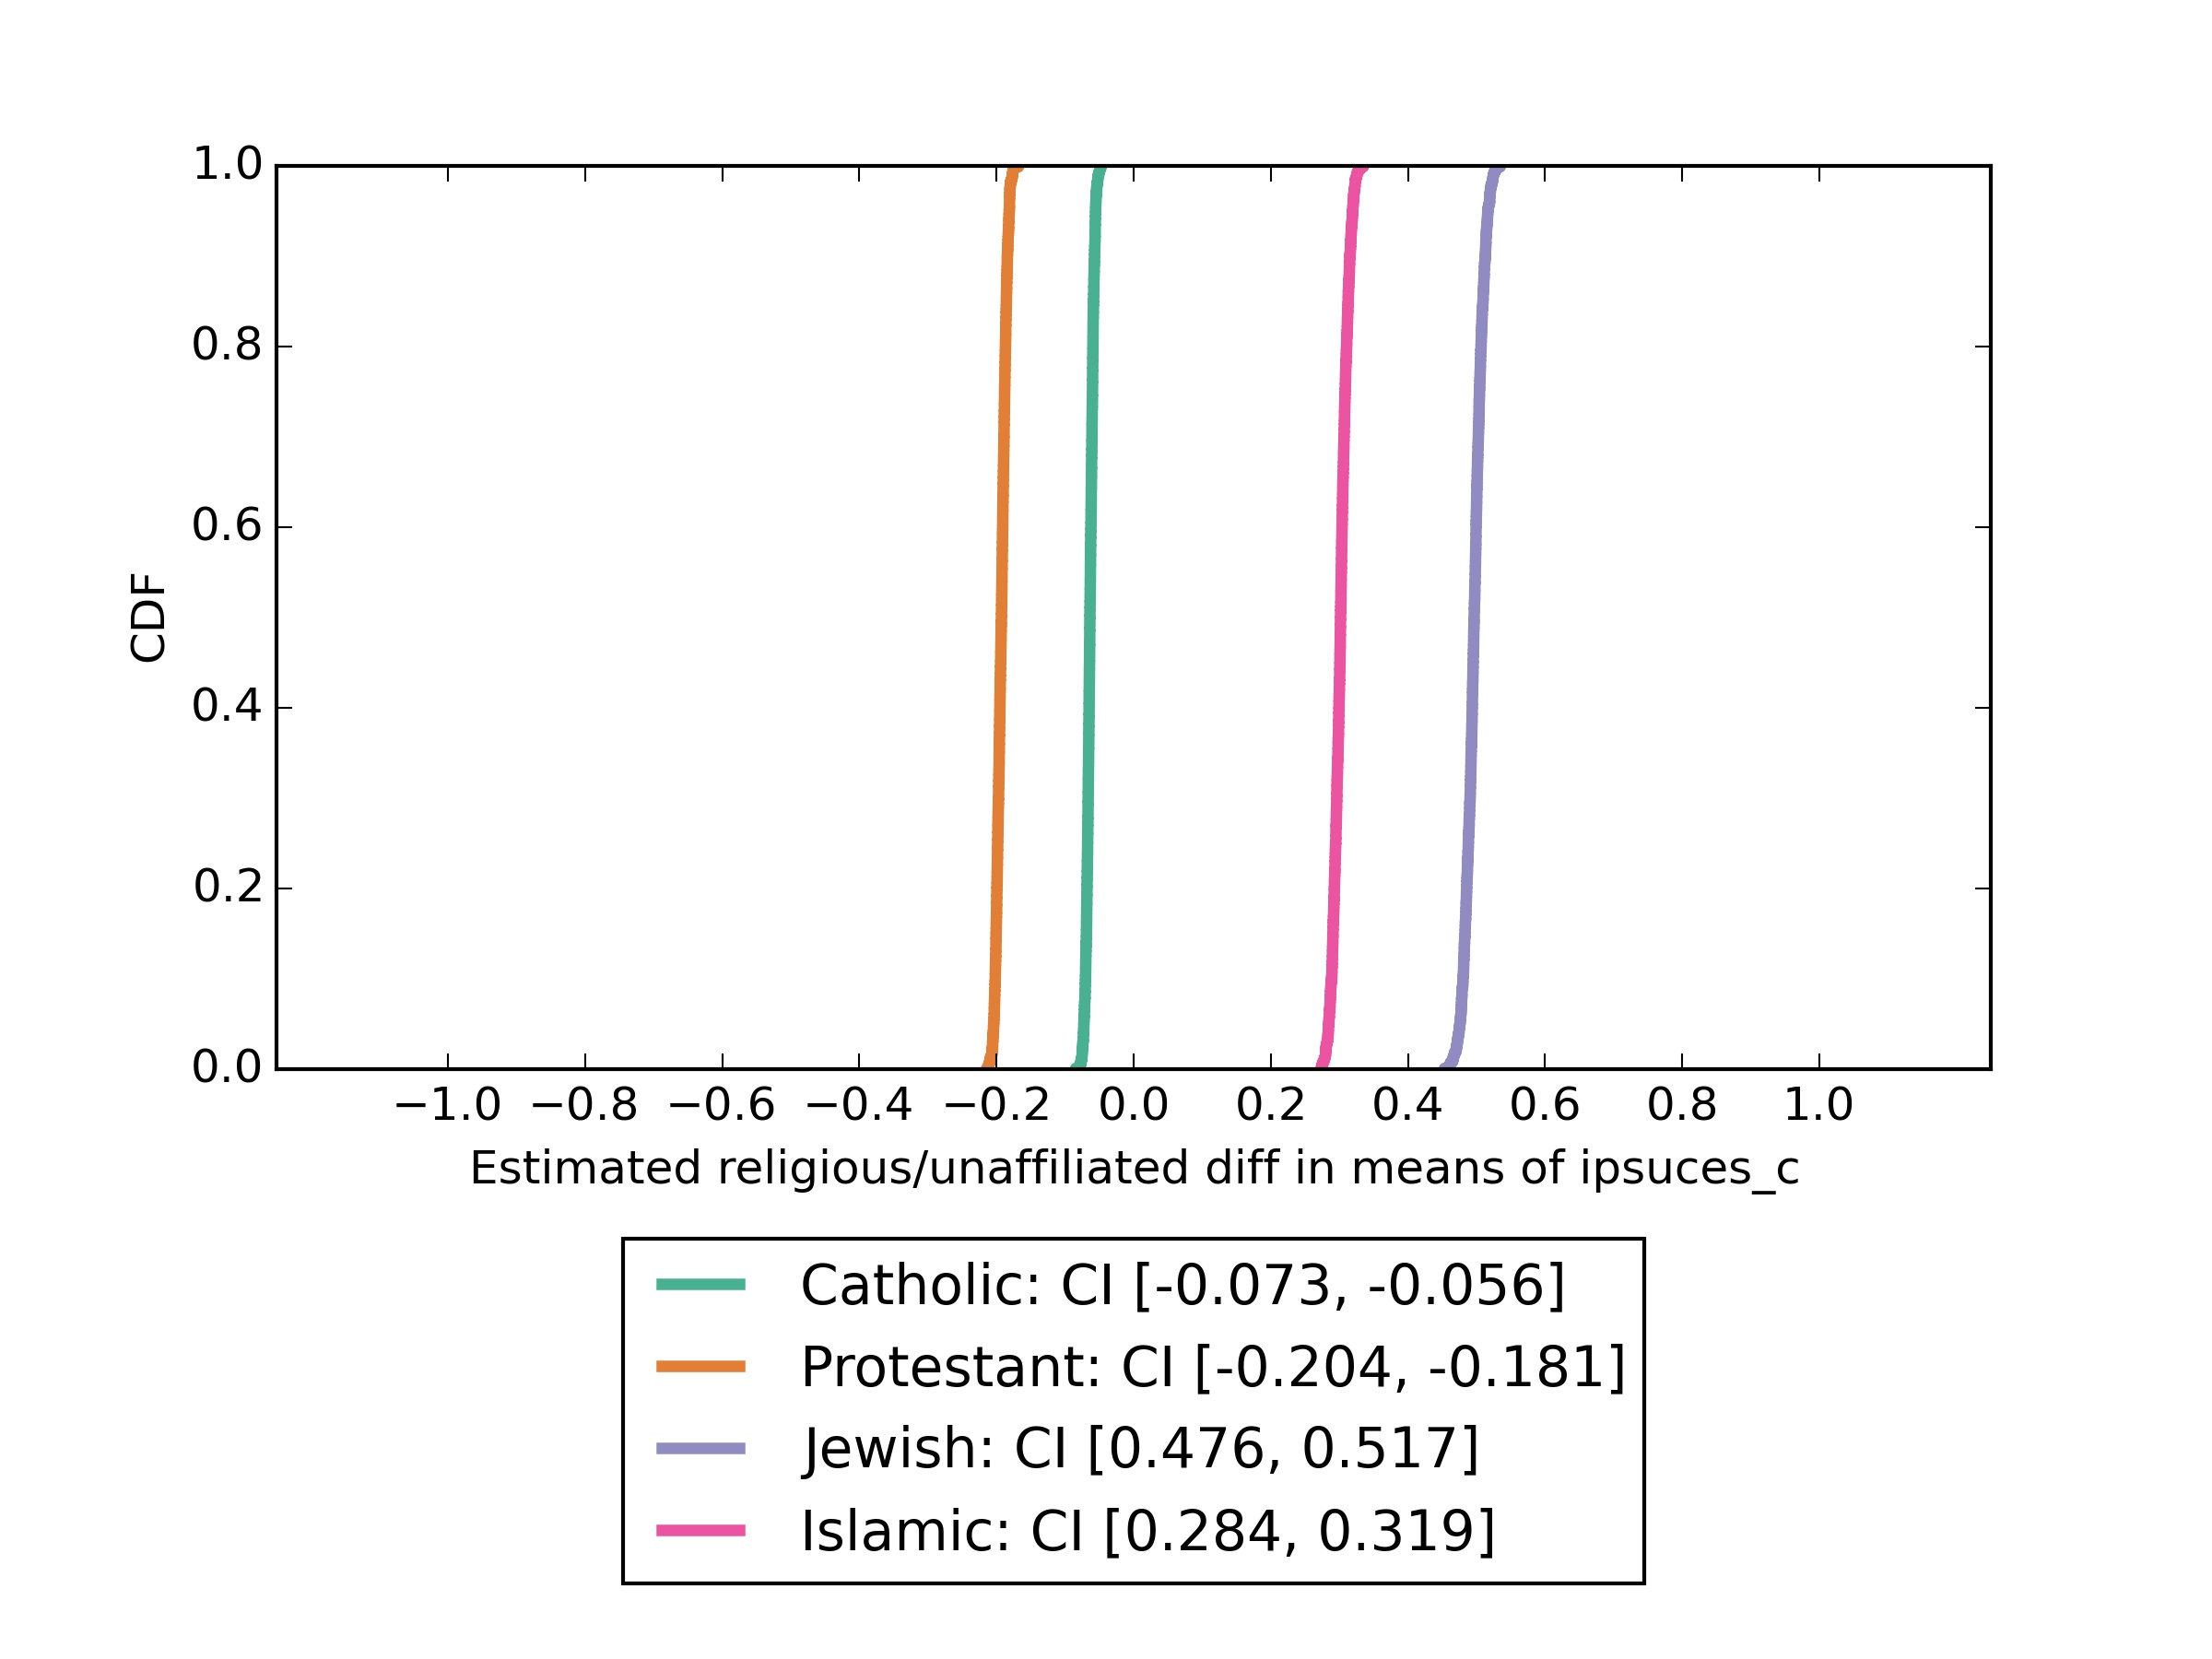 1.0
0.8
0.6
0.4
0.2
0.0
CDF
−1.0 −0.8 −0.6 −0.4 −0.2 0.0 0.2 0.4 0.6 0.8 1.0
Estimated religious/unaffiliated diff in means of ipsuces_c
Catholic: CI [-0.073, -0.056]
Protestant: CI [-0.204, -0.181]
Jewish: CI [0.476, 0.517]
Islamic: CI [0.284, 0.319]